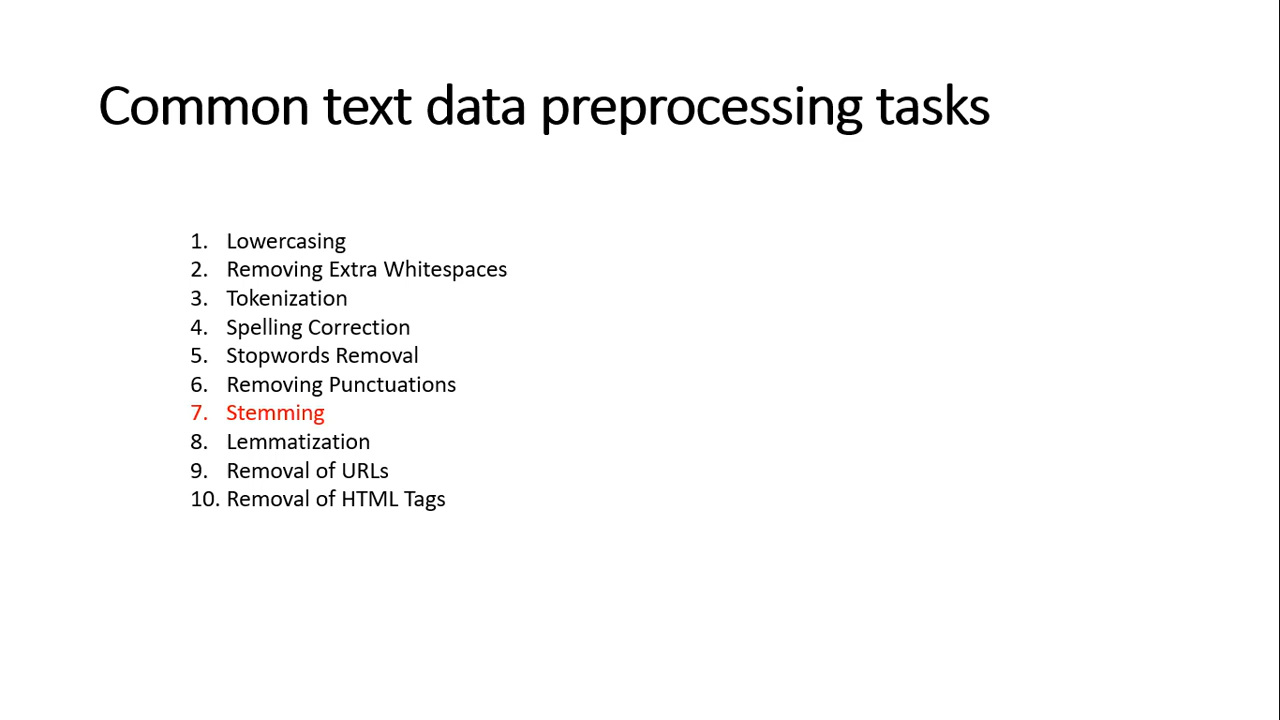 Common text data preprocessing tasks
1. Lowercasing
2. Removing Extra Whitespaces
3. Tokenization
4. Spelling Correction
5. Stopwords Removal
6. Removing Punctuations
7. Stemming
8. Lemmatization
9. Removal of URLs
10. Removal of HTML Tags